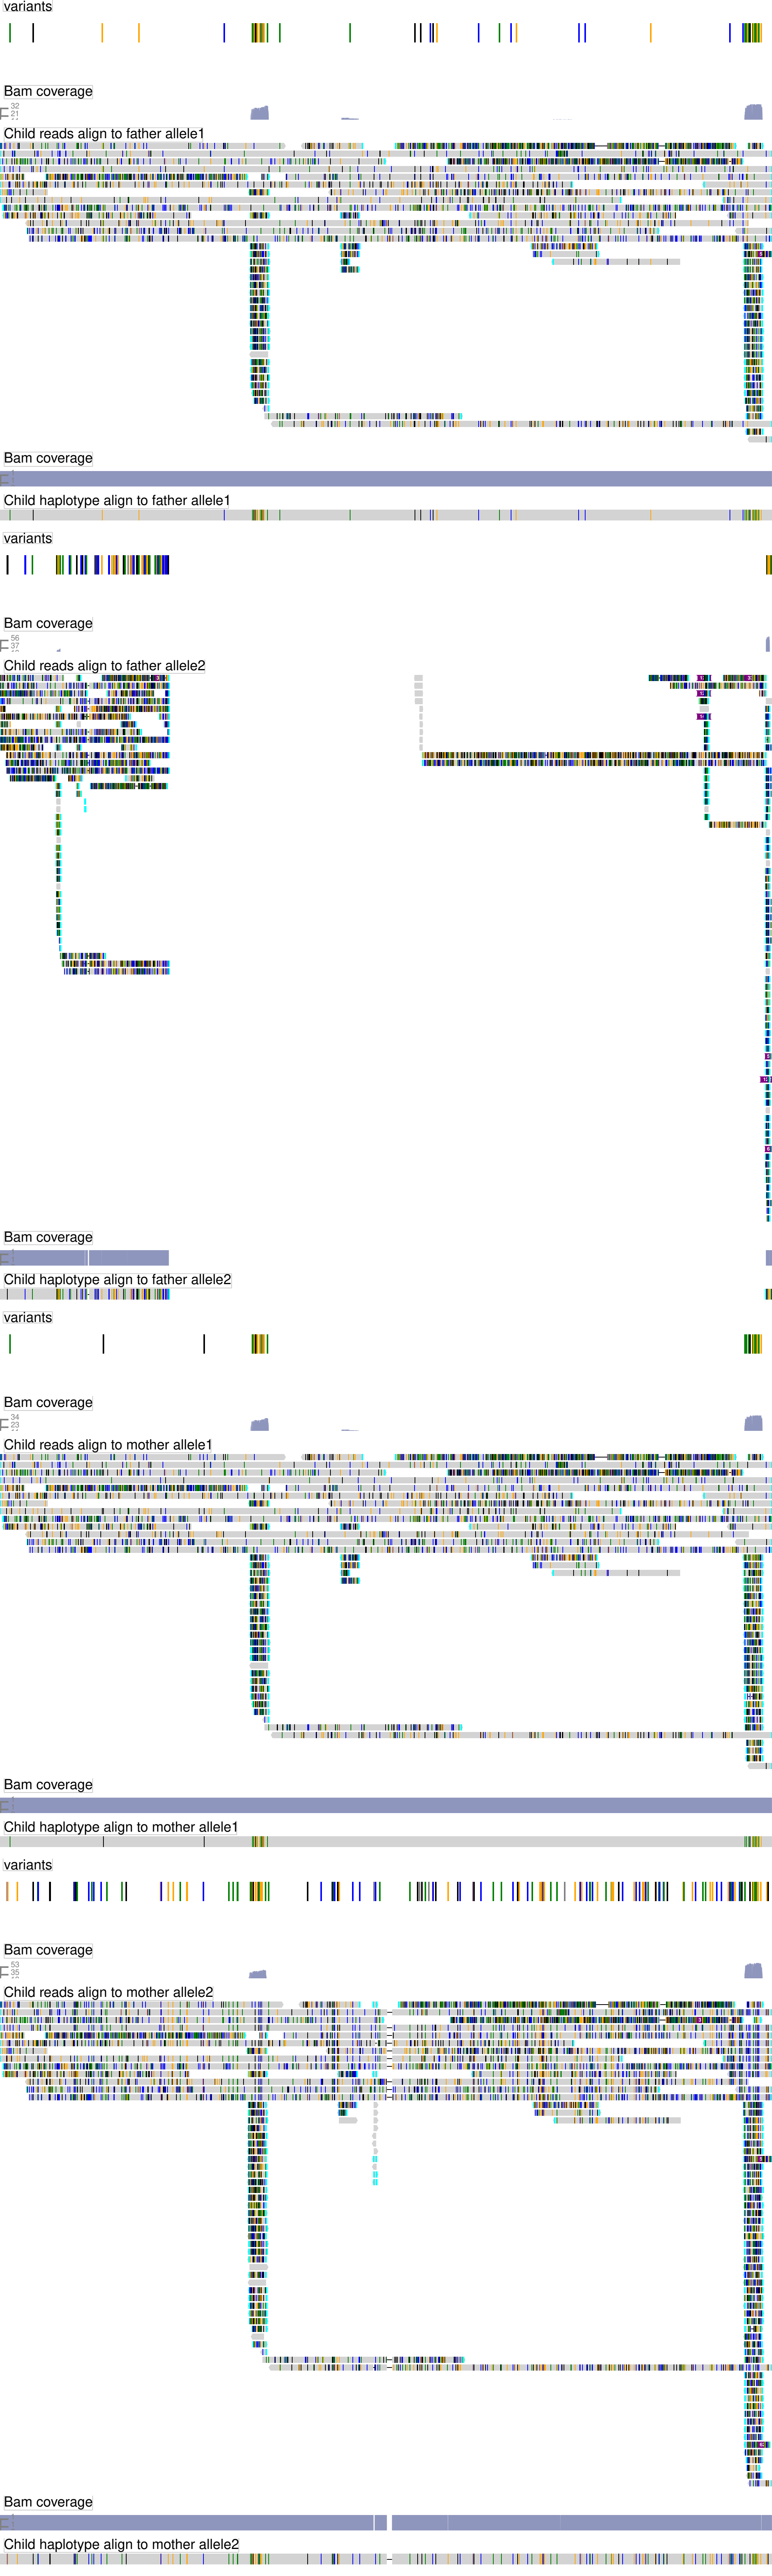 variants
Bam coverage
32
21
Child reads align to father allele1
Bam coverage
Child haplotype align to father allele1
variants
Bam coverage
56
37
Child reads align to father allele2
Bam coverage
Child haplotype align to father allele2
variants
Bam coverage
34
23
Child reads align to mother allele1
Bam coverage
Child haplotype align to mother allele1
variants
Bam coverage
53
35
Child reads align to mother allele2
Bam coverage
Child haplotype align to mother allele2